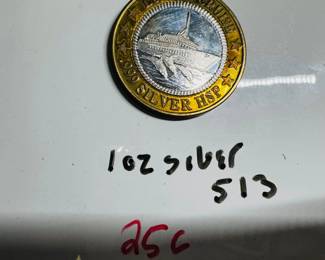 .999 SILVER HSP
1oz silver
513
25c